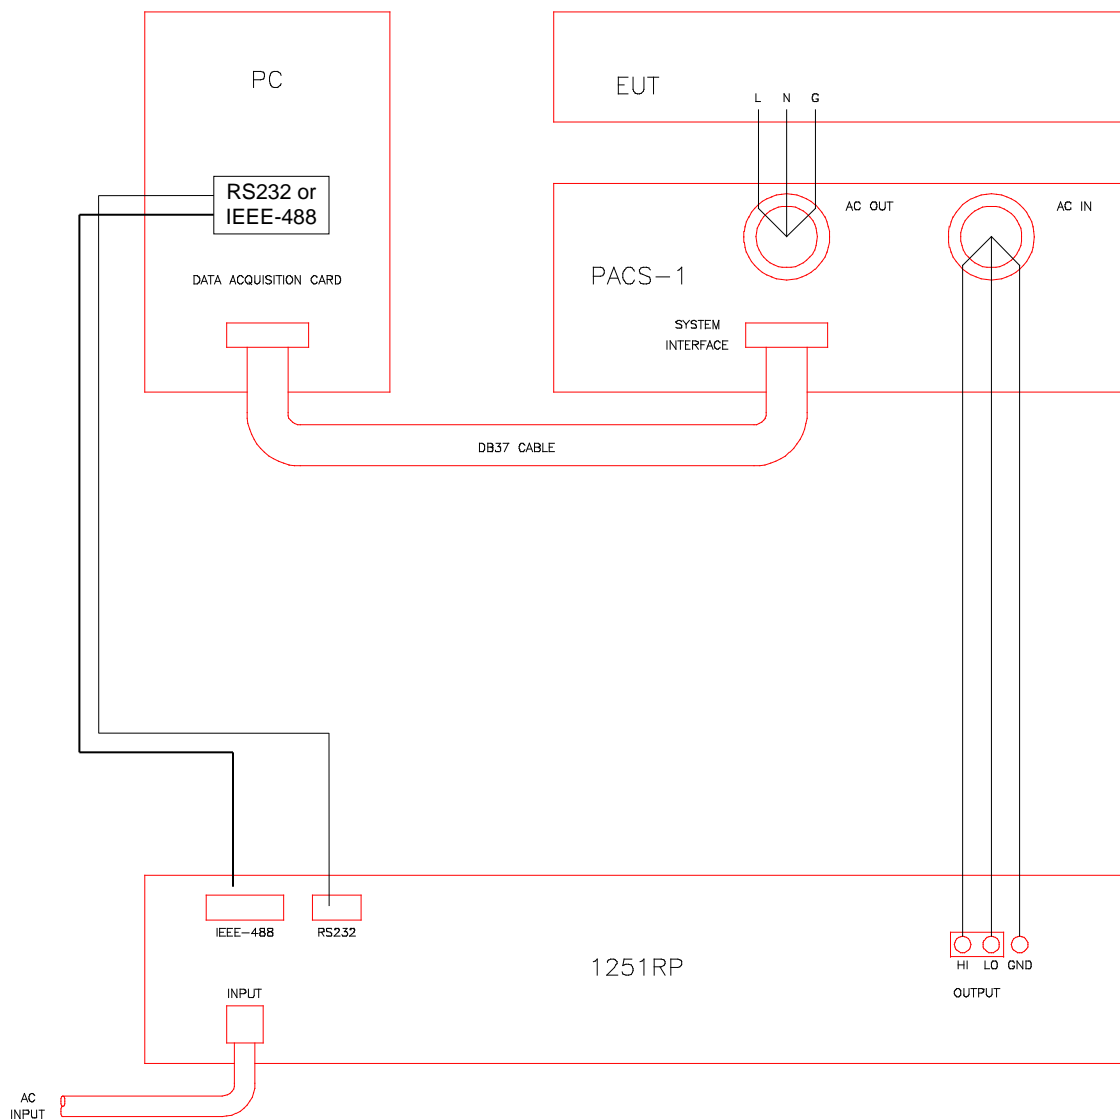 PC
EUT
L N G
RS232 or
IEEE-488
AC OUT
AC IN
DATA ACQUISITION CARD
PACS-1
SYSTEM
INTERFACE
DB37 CABLE
IEEE-488
RS232
1251RP
HI LO GND
OUTPUT
INPUT
AC
INPUT